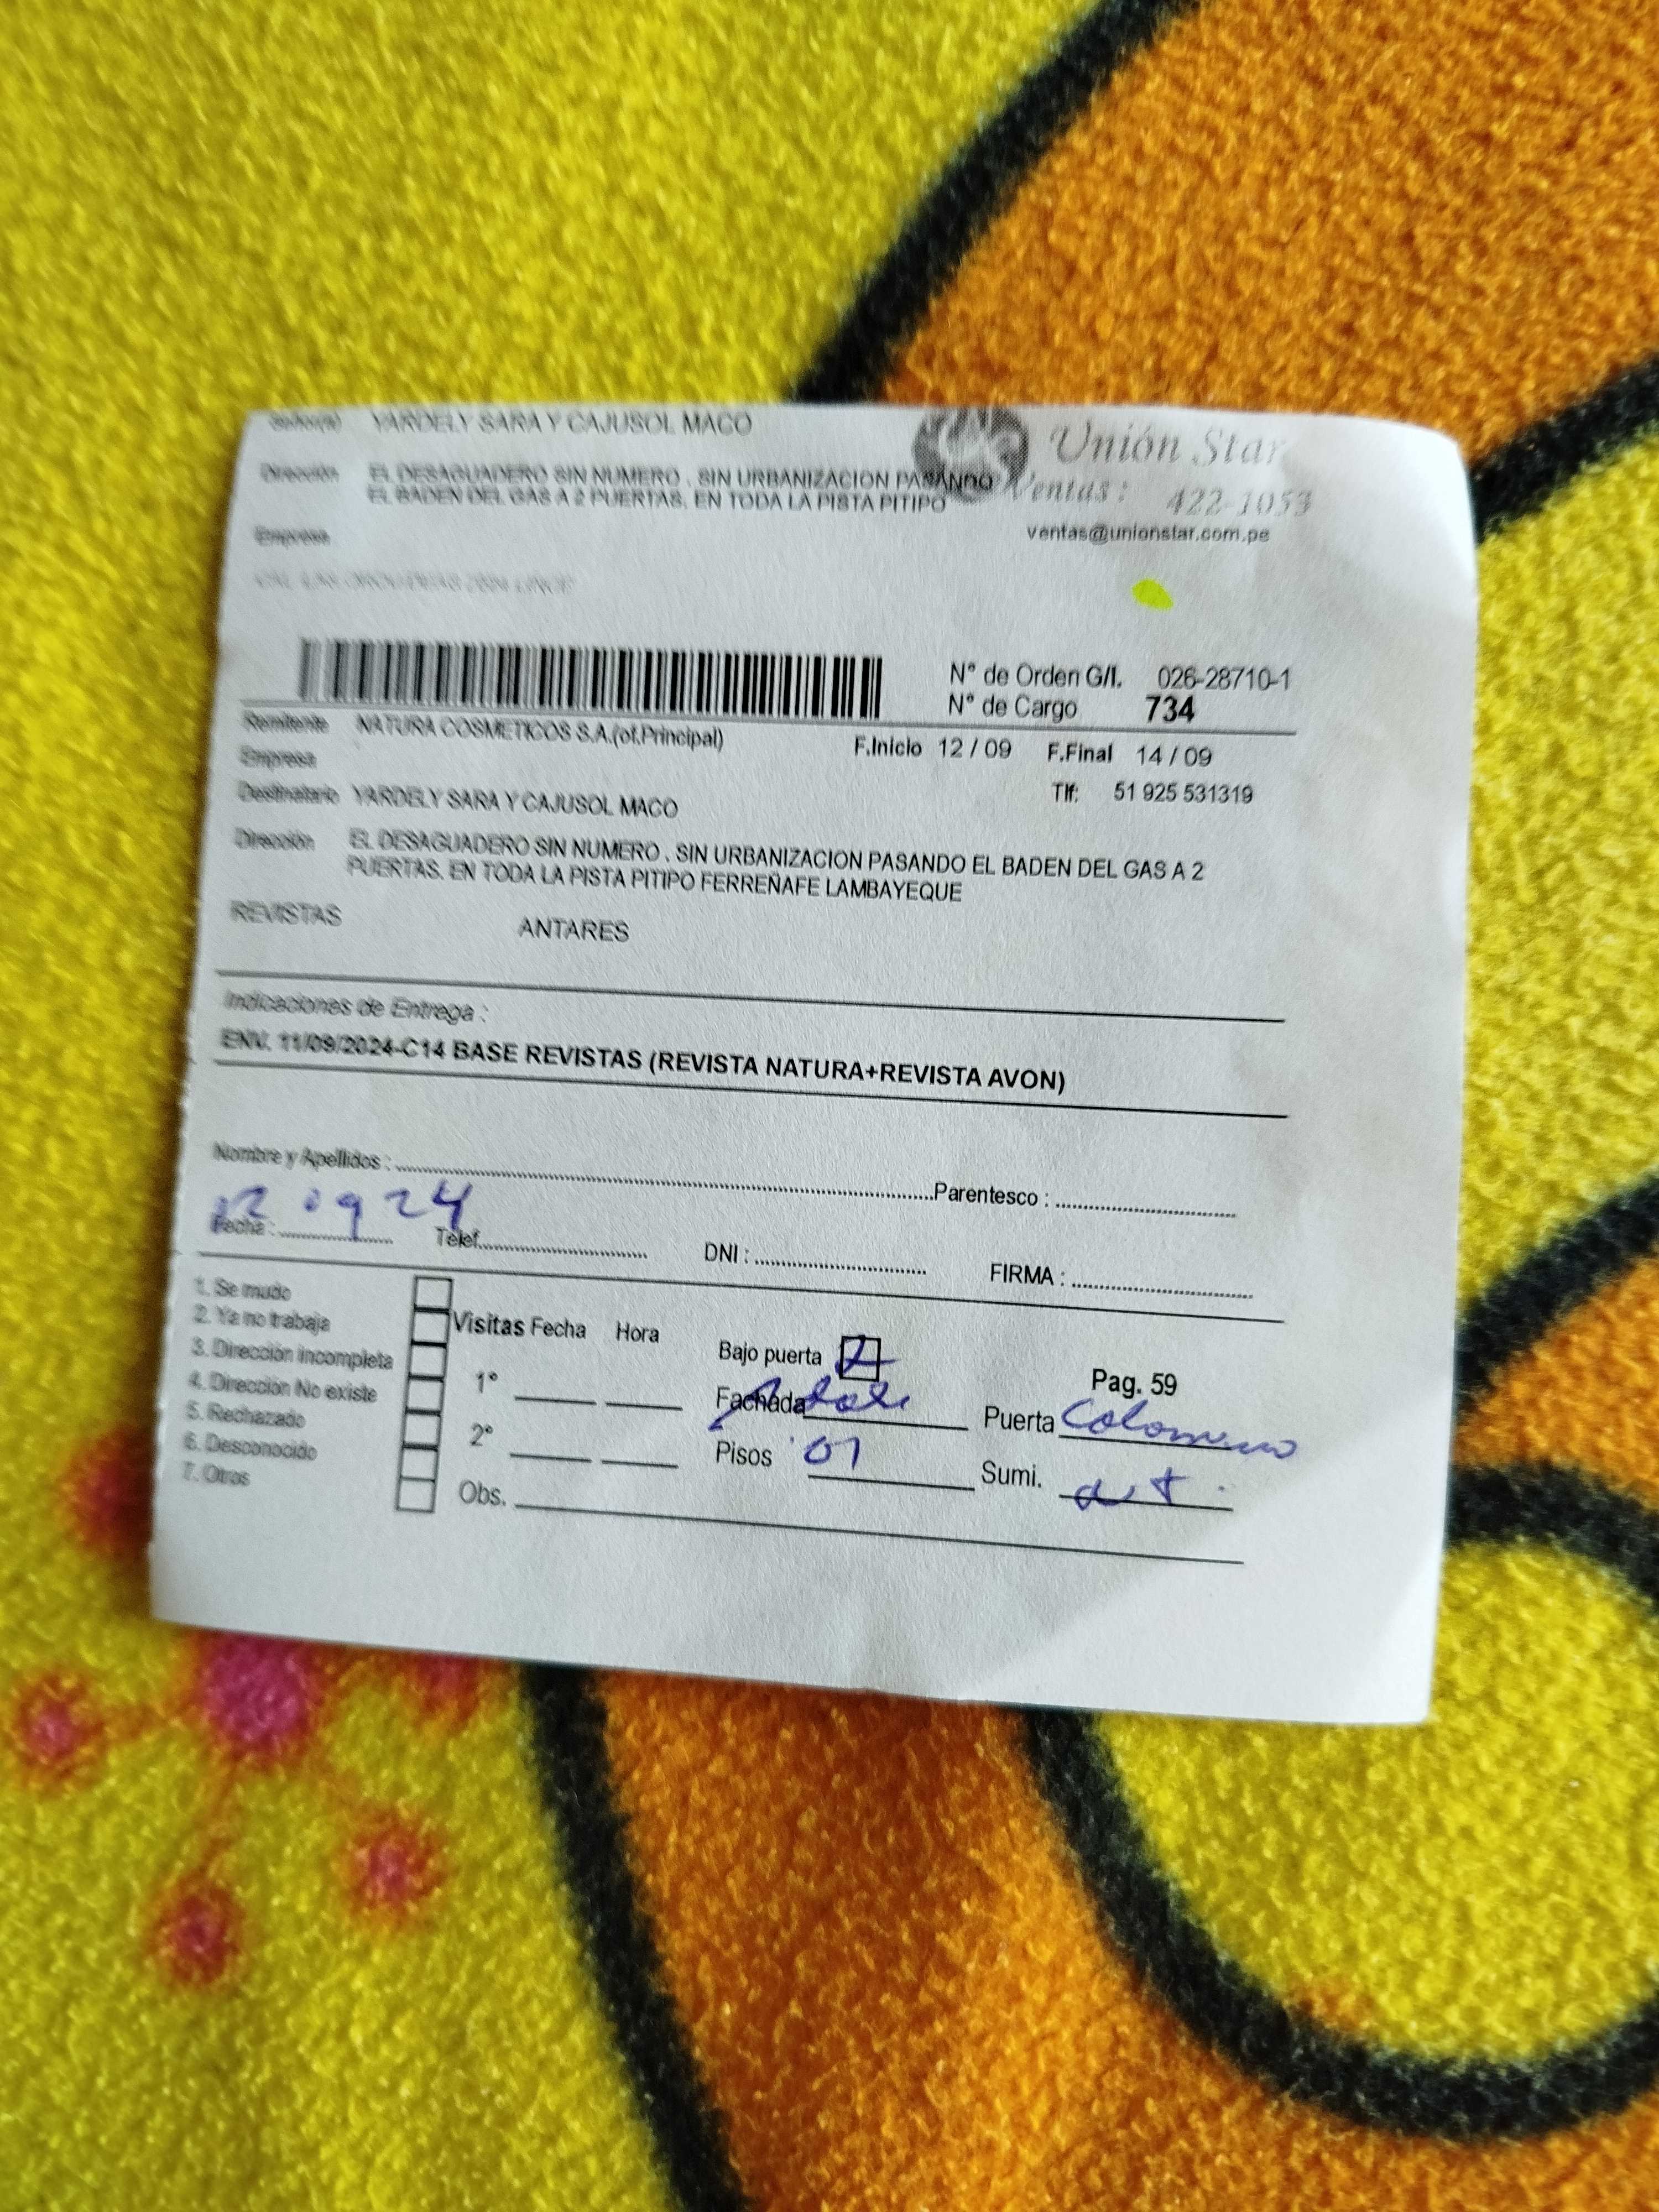 Señor(a) YARDELY SARA Y CAJUSOL MACO
Unión Star
Dirección EL DESAGUADERO SIN NUMERO . SIN URBANIZACION PASANDO
EL BADEN DEL GAS A 2 PUERTAS. EN TODA LA PISTA PITIPO
Ventas: 422-1053
Empresa
ventas@unionstar.com.pe
CAL LAS ORQUIDEAS LINCE
N° de Orden G/I. 026-28710-1
N° de Cargo 734
Remitente NATURA COSMETICOS S.A.(of.Principal)
F.Inicio 12 / 09 F.Final 14 / 09
Empresa
Destinatario YARDELY SARA Y CAJUSOL MACO
Tlf: 51 925 531319
Dirección EL DESAGUADERO SIN NUMERO . SIN URBANIZACION PASANDO EL BADEN DEL GAS A 2
PUERTAS. EN TODA LA PISTA PITIPO FERREÑAFE LAMBAYEQUE
REVISTAS ANTARES
Indicaciones de Entrega :
ENV. 11/09/2024-C14 BASE REVISTAS (REVISTA NATURA+REVISTA AVON)
Nombre y Apellidos : Parentesco :
12 09 24
Fecha : Telef. DNI : FIRMA :
1. Se mudo
2. Ya no trabaja
3. Dirección incompleta
4. Dirección No existe
5. Rechazado
6. Desconocido
7. Otros
Visitas Fecha Hora
1°
2°
Obs.
Bajo puerta
Pag. 59
Fachada
Puerta
Pisos 01
Sumi.